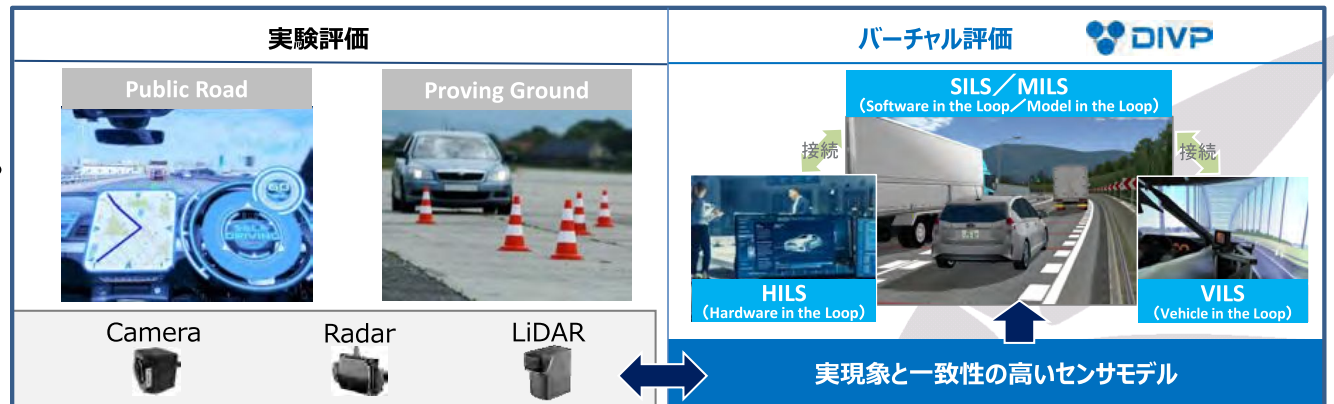 実験評価
バーチャル評価
DIVP
Public Road
Proving Ground
SILS／MILS
（Software in the Loop／Model in the Loop）
接続
接続
SELF
DRIVING
HILS
（Hardware in the Loop）
VILS
（Vehicle in the Loop）
Camera
Radar
LiDAR
実現象と一致性の高いセンサモデル